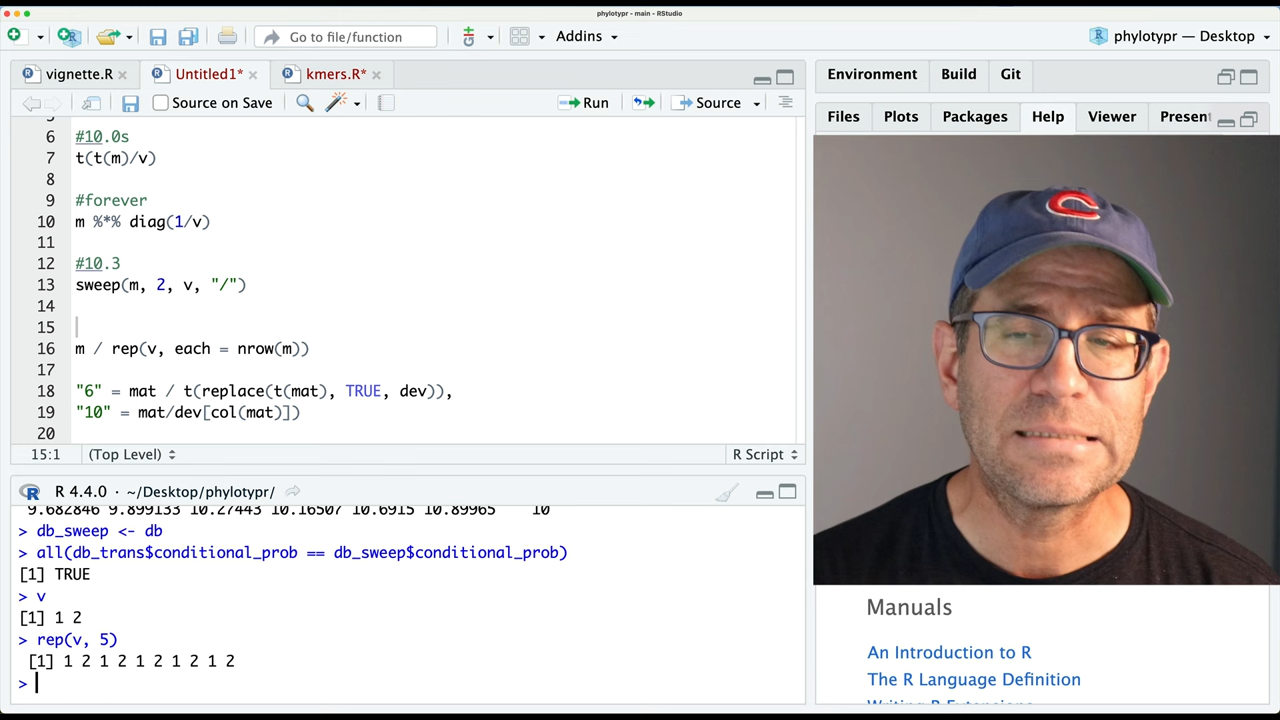 phylotypr - main - RStudio
Go to file/function
Addins
phylotypr — Desktop
vignette.R
Untitled1*
kmers.R*
Source on Save
Run
Source
6 #10.0s
7 t(t(m)/v)
8
9 #forever
10 m %*% diag(1/v)
11
12 #10.3
13 sweep(m, 2, v, "/")
14
15
16 m / rep(v, each = nrow(m))
17
18 "6" = mat / t(replace(t(mat), TRUE, dev)),
19 "10" = mat/dev[col(mat)])
20
15:1 (Top Level) R Script
R 4.4.0 · ~/Desktop/phylotypr/
9.682846 9.899133 10.27443 10.16507 10.6915 10.89965 10
> db_sweep <- db
> all(db_trans$conditional_prob == db_sweep$conditional_prob)
[1] TRUE
> v
[1] 1 2
> rep(v, 5)
[1] 1 2 1 2 1 2 1 2 1 2
>
Environment Build Git
Files Plots Packages Help Viewer Present
C
Manuals
An Introduction to R
The R Language Definition
Writing R Extensions